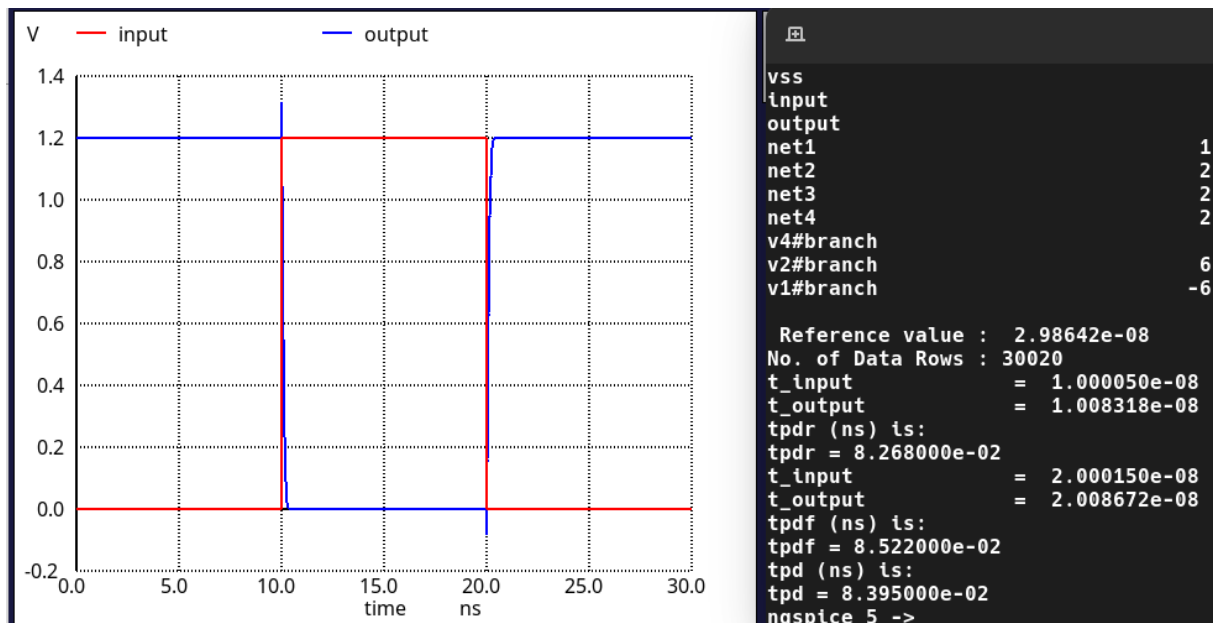 V input output
1.4
1.2
1.0
0.8
0.6
0.4
0.2
0.0
-0.2
0.0 5.0 10.0 15.0 20.0 25.0 30.0
time ns
vss
input
output
net1 1
net2 2
net3 2
net4 2
v4#branch
v2#branch 6
v1#branch -6
Reference value : 2.98642e-08
No. of Data Rows : 30020
t_input = 1.000050e-08
t_output = 1.008318e-08
tpdr (ns) is:
tpdr = 8.268000e-02
t_input = 2.000150e-08
t_output = 2.008672e-08
tpdf (ns) is:
tpdf = 8.522000e-02
tpd (ns) is:
tpd = 8.395000e-02
ngspice 5 ->